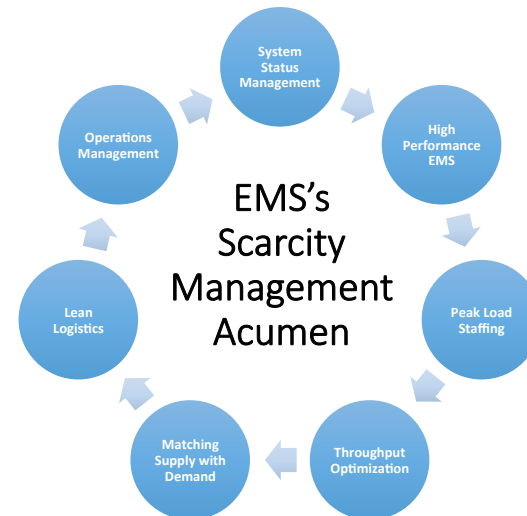 System
Status
Management
High
Performance
EMS
Peak Load
Staffing
Throughput
Optimization
Matching
Supply with
Demand
Lean
Logistics
Operations
Management
EMS's
Scarcity
Management
Acumen